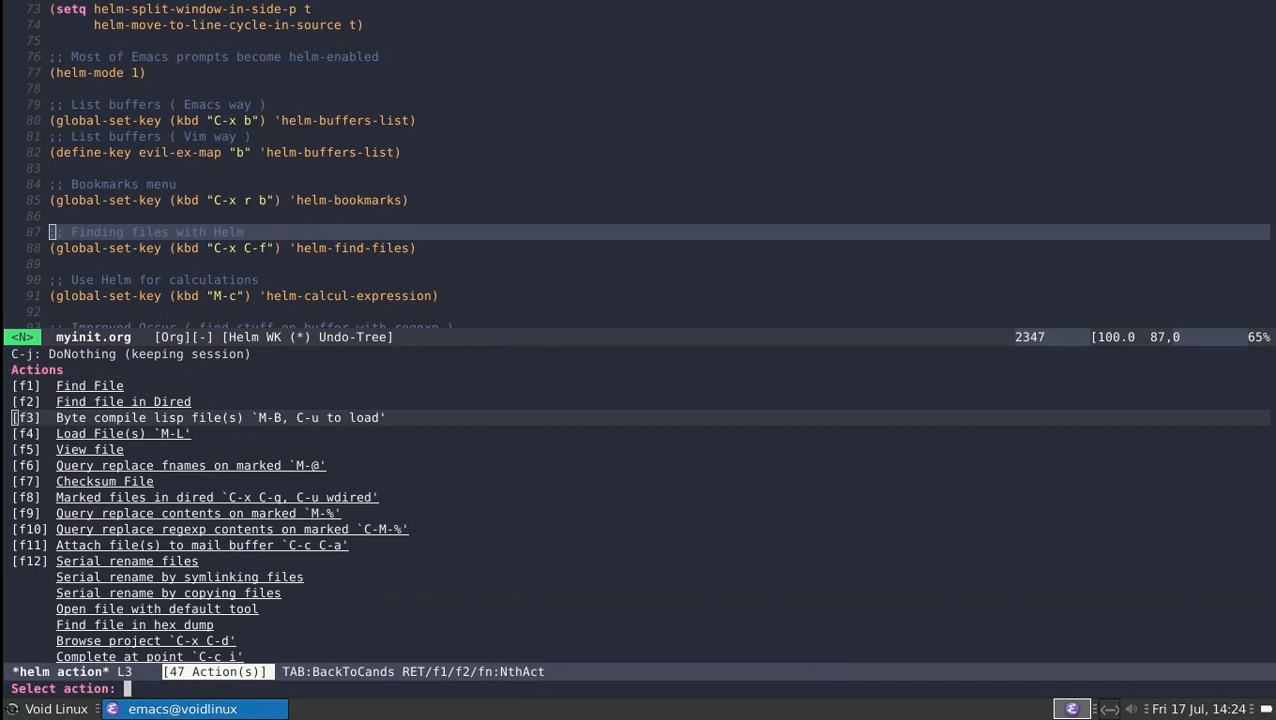 73 (setq helm-split-window-in-side-p t
74       helm-move-to-line-cycle-in-source t)
75
76 ;; Most of Emacs prompts become helm-enabled
77 (helm-mode 1)
78
79 ;; List buffers ( Emacs way )
80 (global-set-key (kbd "C-x b") 'helm-buffers-list)
81 ;; List buffers ( Vim way )
82 (define-key evil-ex-map "b" 'helm-buffers-list)
83
84 ;; Bookmarks menu
85 (global-set-key (kbd "C-x r b") 'helm-bookmarks)
86
87 ;; Finding files with Helm
88 (global-set-key (kbd "C-x C-f") 'helm-find-files)
89
90 ;; Use Helm for calculations
91 (global-set-key (kbd "M-c") 'helm-calcul-expression)
92
93 ;; Improved Occur ( find stuff on buffer with regexp )
<N> myinit.org [Org][-] [Helm WK (*) Undo-Tree] 2347 [100.0 87,0 65%
C-j: DoNothing (keeping session)
Actions
[f1] Find File
[f2] Find file in Dired
[f3] Byte compile lisp file(s) `M-B, C-u to load'
[f4] Load File(s) `M-L'
[f5] View file
[f6] Query replace fnames on marked `M-@'
[f7] Checksum File
[f8] Marked files in dired `C-x C-q, C-u wdired'
[f9] Query replace contents on marked `M-%'
[f10] Query replace regexp contents on marked `C-M-%'
[f11] Attach file(s) to mail buffer `C-c C-a'
[f12] Serial rename files
Serial rename by symlinking files
Serial rename by copying files
Open file with default tool
Find file in hex dump
Browse project `C-x C-d'
Complete at point `C-c i'
*helm action* L3 [47 Action(s)] TAB:BackToCands RET/f1/f2/fn:NthAct
Select action:
Void Linux emacs@voidlinux Fri 17 Jul, 14:24